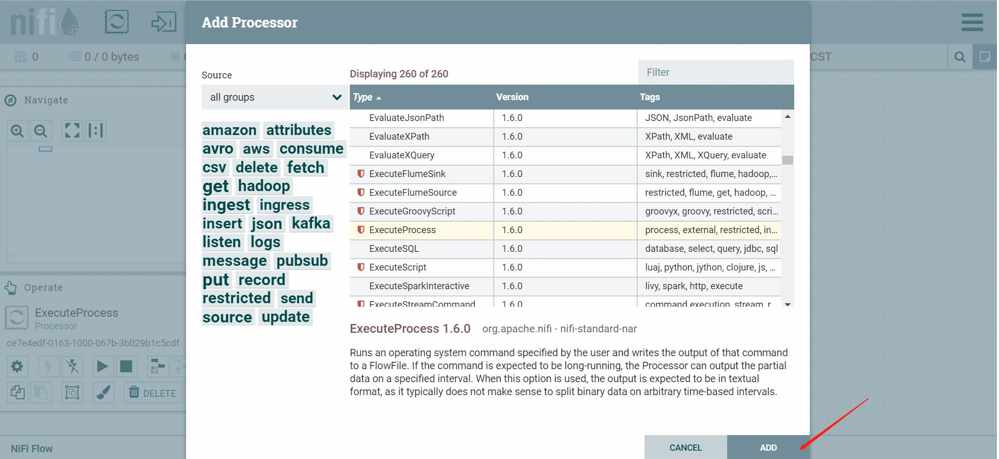 nifi
Add Processor
0
0 / 0 bytes
CST
Navigate
Source
all groups
Displaying 260 of 260
Filter
Type Version Tags
EvaluateJsonPath 1.6.0 JSON, JsonPath, evaluate
EvaluateXPath 1.6.0 XPath, XML, evaluate
EvaluateXQuery 1.6.0 XPath, XML, XQuery, evaluate
ExecuteFlumeSink 1.6.0 sink, restricted, flume, hadoop,...
ExecuteFlumeSource 1.6.0 restricted, flume, get, hadoop, ...
ExecuteGroovyScript 1.6.0 groovyx, groovy, restricted, scri...
ExecuteProcess 1.6.0 process, external, restricted, in...
ExecuteSQL 1.6.0 database, select, query, jdbc, sql
ExecuteScript 1.6.0 luaj, python, jython, clojure, js, ...
ExecuteSparkInteractive 1.6.0 livy, spark, http, execute
ExecuteStreamCommand 1.6.0 command execution, stream, r
amazon attributes
avro aws consume
csv delete fetch
get hadoop
ingest ingress
insert json kafka
listen logs
message pubsub
put record
restricted send
source update
Operate
ExecuteProcess
Processor
ce7e4edf-0163-1000-067b-3b029b1c5cdf
DELETE
ExecuteProcess 1.6.0 org.apache.nifi - nifi-standard-nar
Runs an operating system command specified by the user and writes the output of that command
to a FlowFile. If the command is expected to be long-running, the Processor can output the partial
data on a specified interval. When this option is used, the output is expected to be in textual
format, as it typically does not make sense to split binary data on arbitrary time-based intervals.
CANCEL ADD
NiFi Flow